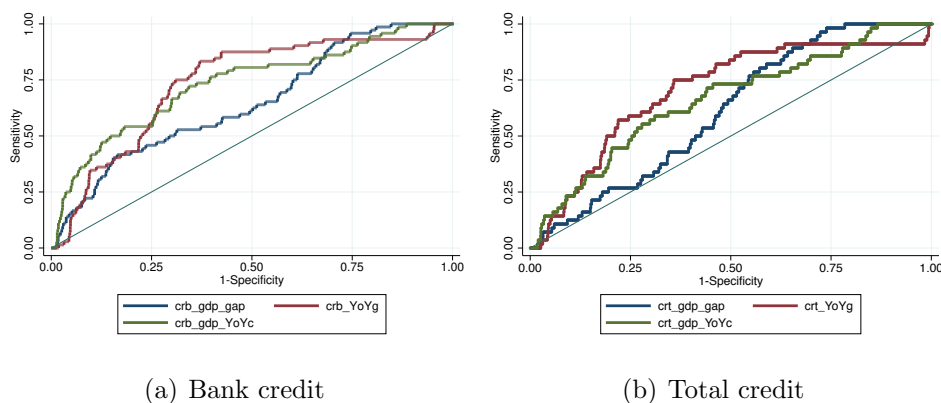 1.00
0.75
Sensitivity
0.50
0.25
0.00
0.00 0.25 0.50 0.75 1.00
1-Specificity
crb_gdp_gap crb_YoYg
crb_gdp_YoYc
(a) Bank credit
1.00
0.75
Sensitivity
0.50
0.25
0.00
0.00 0.25 0.50 0.75 1.00
1-Specificity
crt_gdp_gap crt_YoYg
crt_gdp_YoYc
(b) Total credit